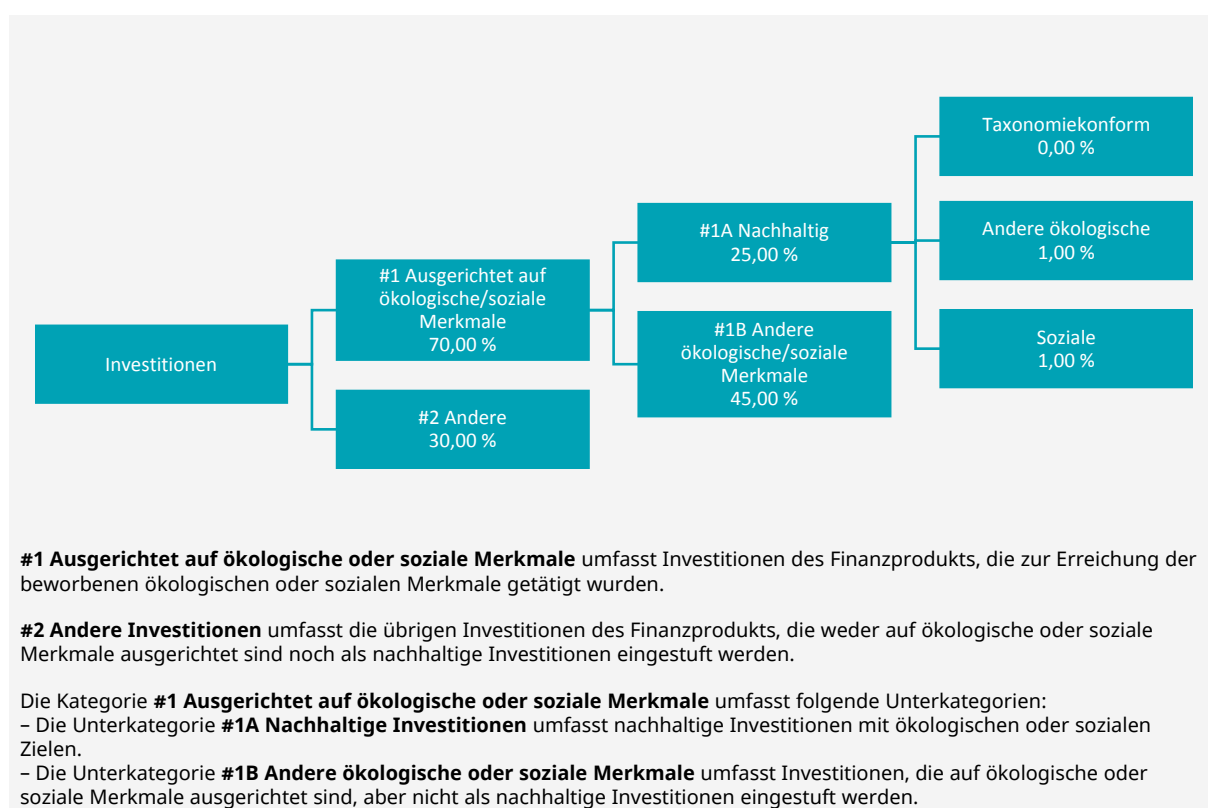 Investitionen
#1 Ausgerichtet auf
ökologische/soziale
Merkmale
70,00 %
#2 Andere
30,00 %
#1A Nachhaltig
25,00 %
#1B Andere
ökologische/soziale
Merkmale
45,00 %
Taxonomiekonform
0,00 %
Andere ökologische
1,00 %
Soziale
1,00 %
#1 Ausgerichtet auf ökologische oder soziale Merkmale umfasst Investitionen des Finanzprodukts, die zur Erreichung der
beworbenen ökologischen oder sozialen Merkmale getätigt wurden.
#2 Andere Investitionen umfasst die übrigen Investitionen des Finanzprodukts, die weder auf ökologische oder soziale
Merkmale ausgerichtet sind noch als nachhaltige Investitionen eingestuft werden.
Die Kategorie #1 Ausgerichtet auf ökologische oder soziale Merkmale umfasst folgende Unterkategorien:
– Die Unterkategorie #1A Nachhaltige Investitionen umfasst nachhaltige Investitionen mit ökologischen oder sozialen
Zielen.
– Die Unterkategorie #1B Andere ökologische oder soziale Merkmale umfasst Investitionen, die auf ökologische oder
soziale Merkmale ausgerichtet sind, aber nicht als nachhaltige Investitionen eingestuft werden.